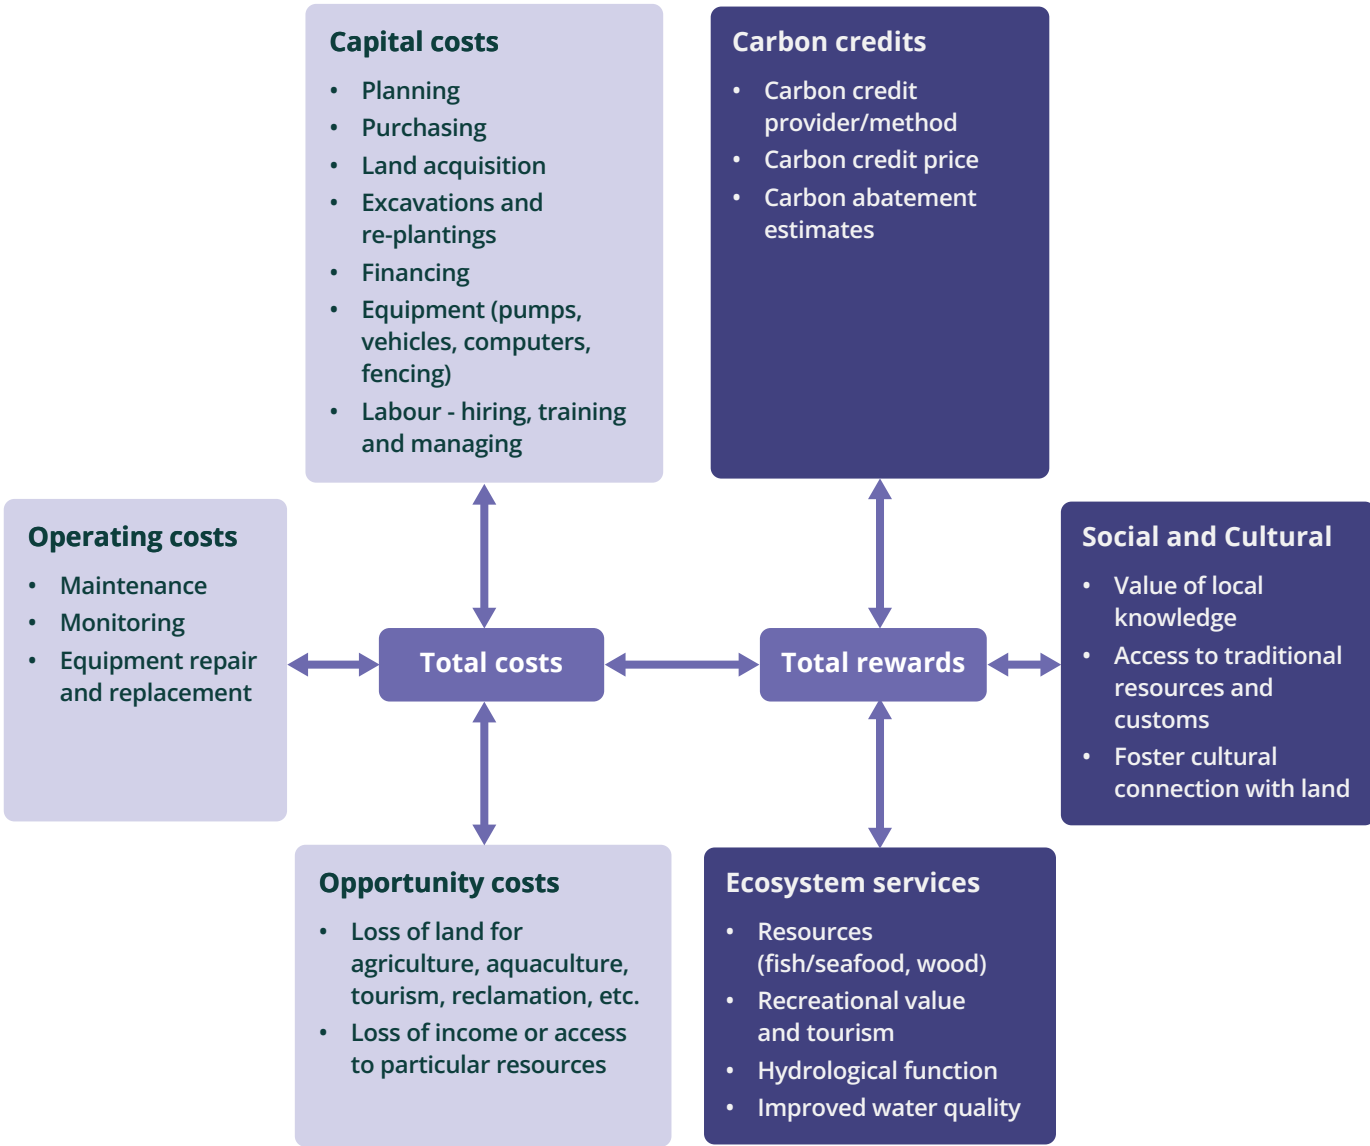 Capital costs
• Planning
• Purchasing
• Land acquisition
• Excavations and
re-plantings
• Financing
• Equipment (pumps,
vehicles, computers,
fencing)
• Labour - hiring, training
and managing
Carbon credits
• Carbon credit
provider/method
• Carbon credit price
• Carbon abatement
estimates
Operating costs
• Maintenance
• Monitoring
• Equipment repair
and replacement
Total costs
Total rewards
Social and Cultural
• Value of local
knowledge
• Access to traditional
resources and
customs
• Foster cultural
connection with land
Opportunity costs
• Loss of land for
agriculture, aquaculture,
tourism, reclamation, etc.
• Loss of income or access
to particular resources
Ecosystem services
• Resources
(fish/seafood, wood)
• Recreational value
and tourism
• Hydrological function
• Improved water quality